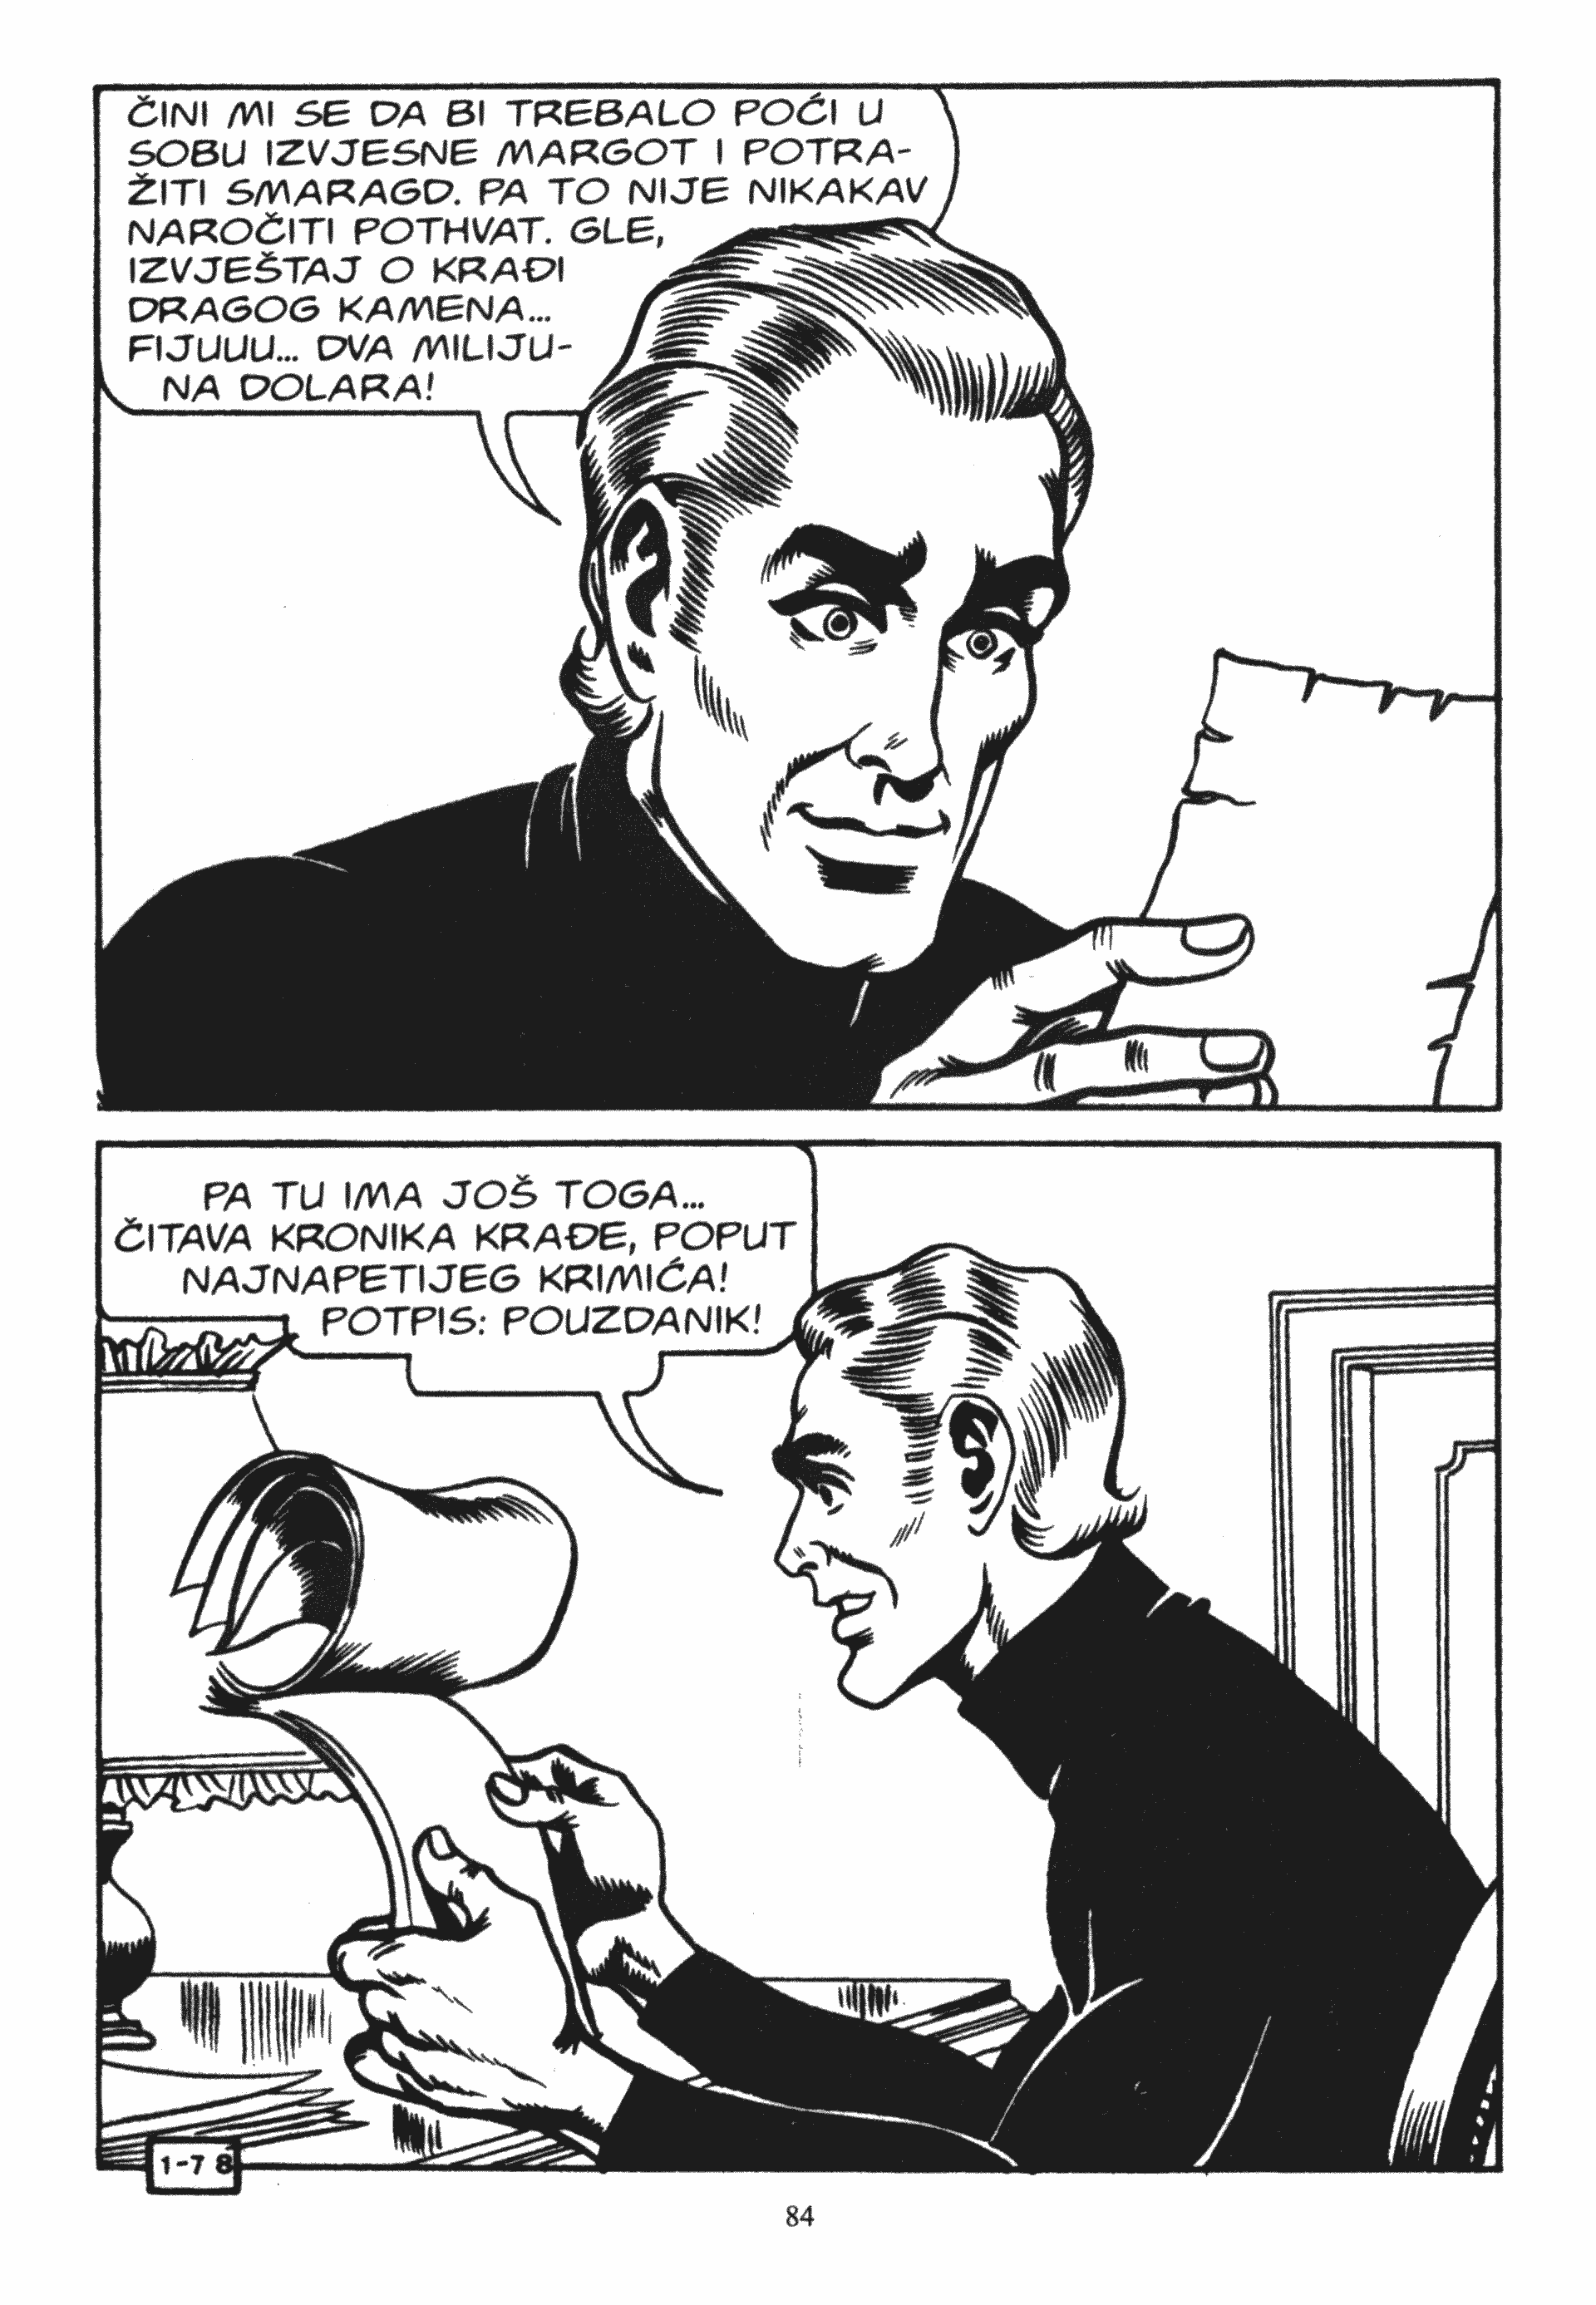 ČINI MI SE DA BI TREBALO POĆI U
SOBU IZVJESNE MARGOT I POTRA-
ŽITI SMARAGD. PA TO NIJE NIKAKAV
NAROČITI POTHVAT. GLE,
IZVJEŠTAJ O KRAĐI
DRAGOG KAMENA...
FIJUUU... DVA MILIJU-
NA DOLARA!
PA TU IMA JOŠ TOGA...
ČITAVA KRONIKA KRAĐE, POPUT
NAJNAPETIJEG KRIMIĆA!
POTPIS: POUZDANIK!
1-78
84